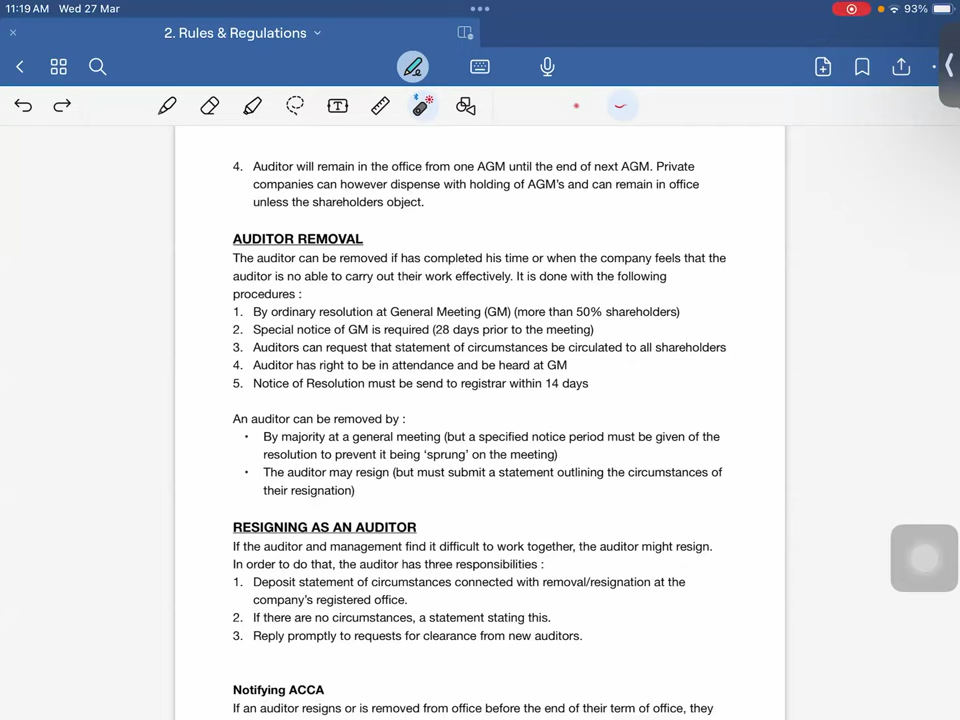 11:19 AM Wed 27 Mar
93%
2. Rules & Regulations
4. Auditor will remain in the office from one AGM until the end of next AGM. Private
companies can however dispense with holding of AGM's and can remain in office
unless the shareholders object.
AUDITOR REMOVAL
The auditor can be removed if has completed his time or when the company feels that the
auditor is no able to carry out their work effectively. It is done with the following
procedures :
1. By ordinary resolution at General Meeting (GM) (more than 50% shareholders)
2. Special notice of GM is required (28 days prior to the meeting)
3. Auditors can request that statement of circumstances be circulated to all shareholders
4. Auditor has right to be in attendance and be heard at GM
5. Notice of Resolution must be send to registrar within 14 days
An auditor can be removed by :
• By majority at a general meeting (but a specified notice period must be given of the
resolution to prevent it being 'sprung' on the meeting)
• The auditor may resign (but must submit a statement outlining the circumstances of
their resignation)
RESIGNING AS AN AUDITOR
If the auditor and management find it difficult to work together, the auditor might resign.
In order to do that, the auditor has three responsibilities :
1. Deposit statement of circumstances connected with removal/resignation at the
company's registered office.
2. If there are no circumstances, a statement stating this.
3. Reply promptly to requests for clearance from new auditors.
Notifying ACCA
If an auditor resigns or is removed from office before the end of their term of office, they